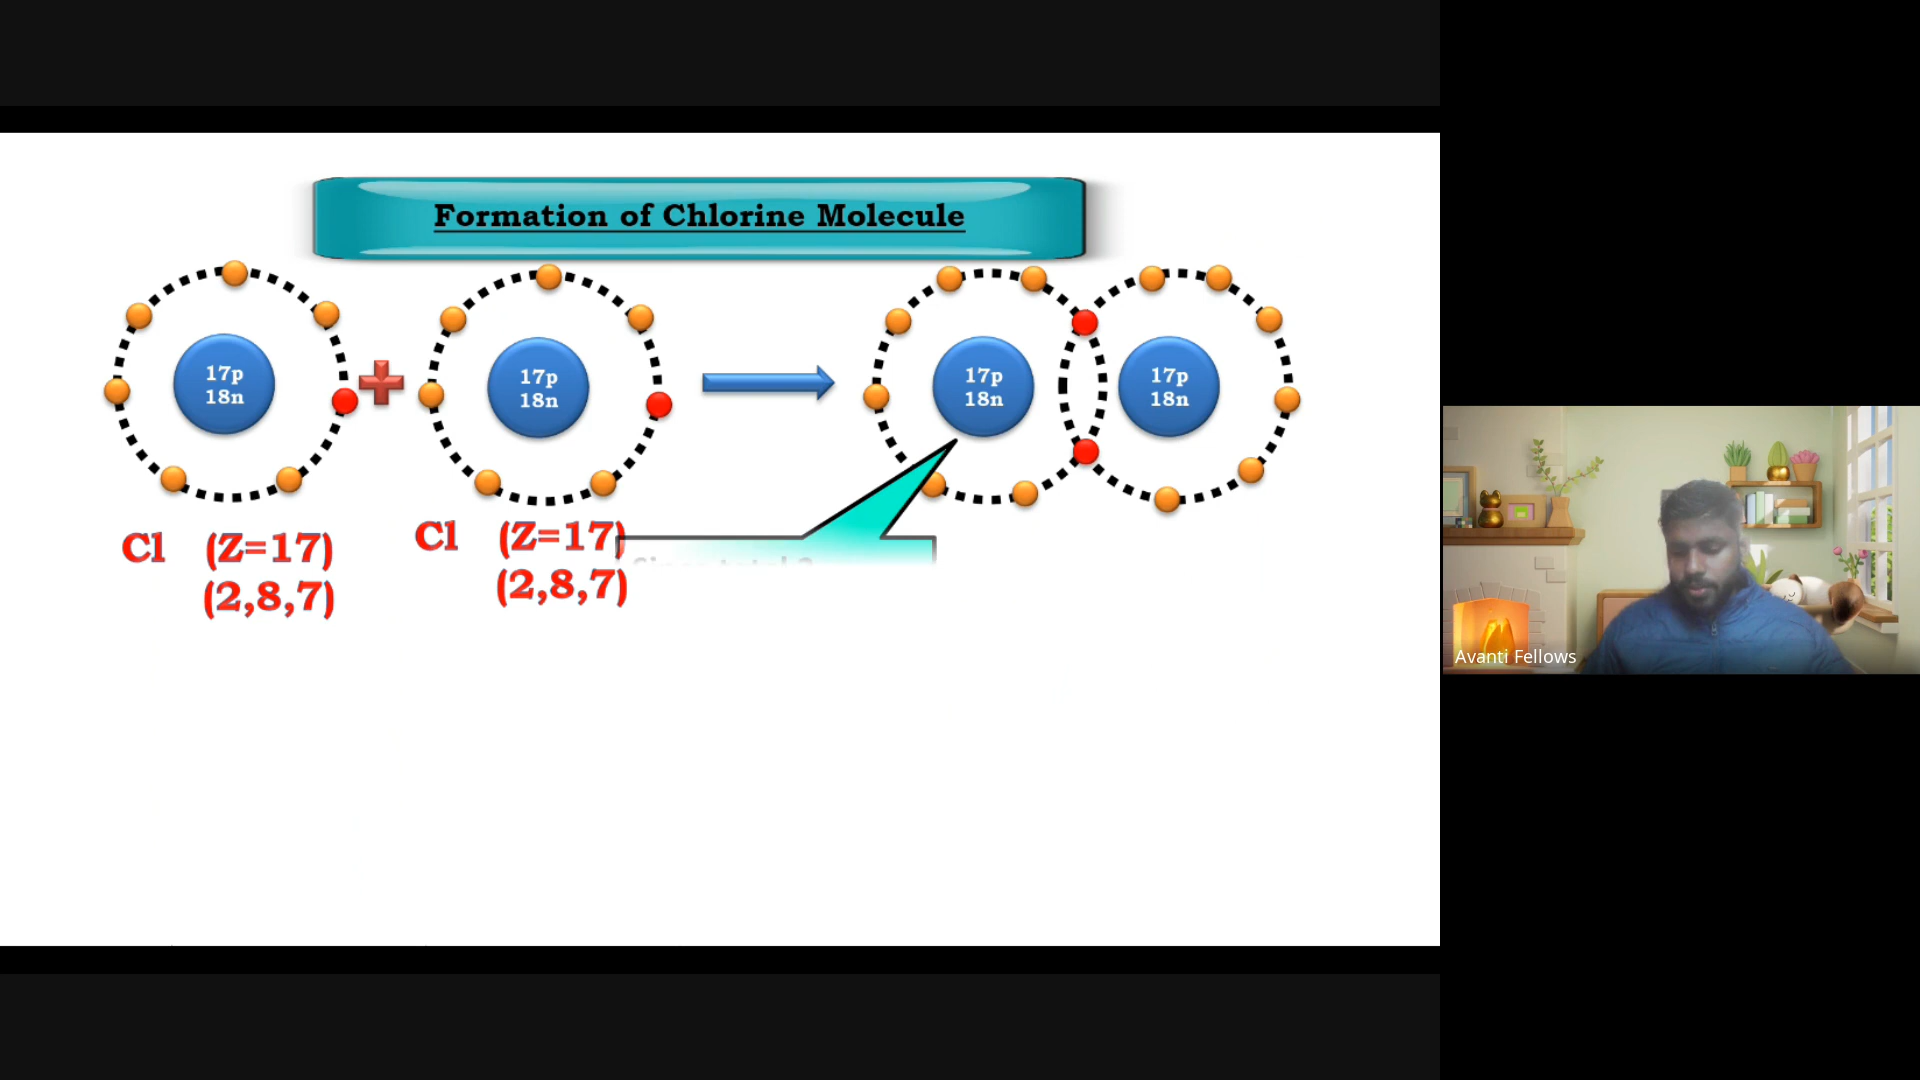 Formation of Chlorine Molecule
17p
18n
17p
18n
17p
18n
17p
18n
Cl (Z=17)
(2,8,7)
Cl (Z=17)
(2,8,7)
Avanti Fellows